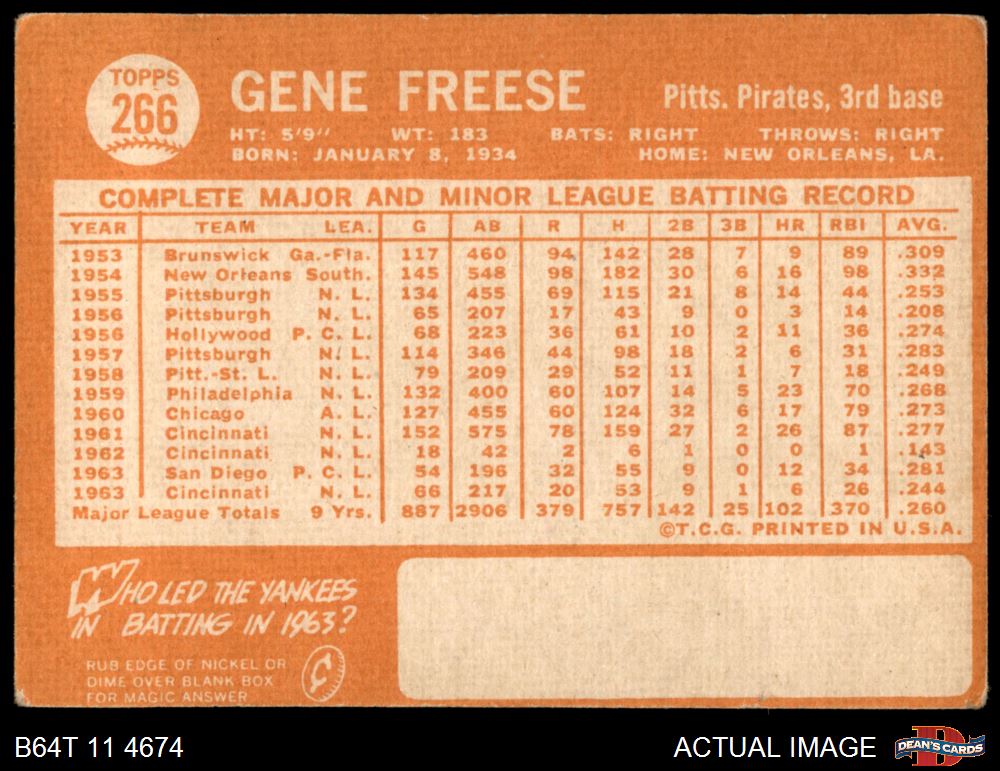 TOPPS
266
GENE FREESE
Pitts. Pirates, 3rd base
HT: 5'9" WT: 183 BATS: RIGHT THROWS: RIGHT
BORN: JANUARY 8, 1934 HOME: NEW ORLEANS, LA.
COMPLETE MAJOR AND MINOR LEAGUE BATTING RECORD
YEAR TEAM LEA. G AB R H 2B 3B HR RBI AVG.
1953 Brunswick Ga.-Fla. 117 460 94 142 28 7 9 89 .309
1954 New Orleans South. 145 548 98 182 30 6 16 98 .332
1955 Pittsburgh N. L. 134 455 69 115 21 8 14 44 .253
1956 Pittsburgh N. L. 65 207 17 43 9 0 3 14 .208
1956 Hollywood P. C. L. 68 223 36 61 10 2 11 36 .274
1957 Pittsburgh N. L. 114 346 44 98 18 2 6 31 .283
1958 Pitt.-St. L. N. L. 79 209 29 52 11 1 7 18 .249
1959 Philadelphia N. L. 132 400 60 107 14 5 23 70 .268
1960 Chicago A. L. 127 455 60 124 32 6 17 79 .273
1961 Cincinnati N. L. 152 575 78 159 27 2 26 87 .277
1962 Cincinnati N. L. 18 42 2 6 1 0 0 1 .143
1963 San Diego P. C. L. 54 196 32 55 9 0 12 34 .281
1963 Cincinnati N. L. 66 217 20 53 9 1 6 26 .244
Major League Totals 9 Yrs. 887 2906 379 757 142 25 102 370 .260
©T.C.G. PRINTED IN U.S.A.
WHO LED THE YANKEES
IN BATTING IN 1963?
RUB EDGE OF NICKEL OR
DIME OVER BLANK BOX
FOR MAGIC ANSWER
B64T 11 4674
ACTUAL IMAGE
D
DEAN'S CARDS